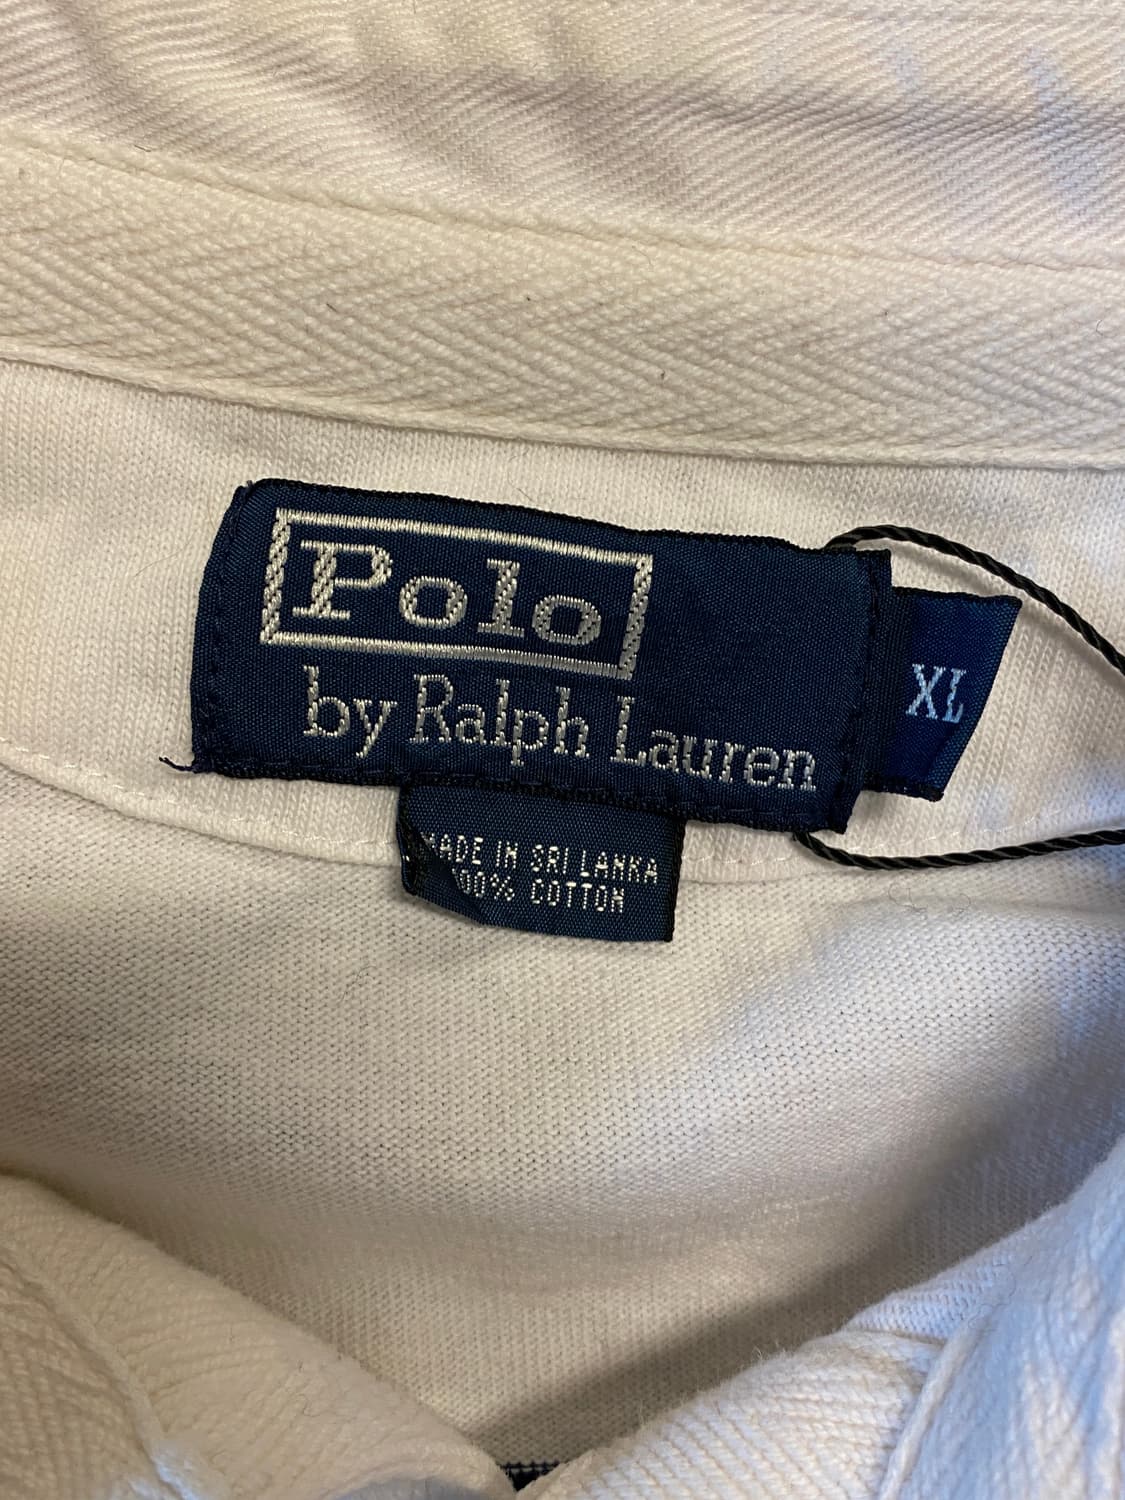 Polo
by Ralph Lauren
XL
MADE IN SRI LANKA
100% COTTON